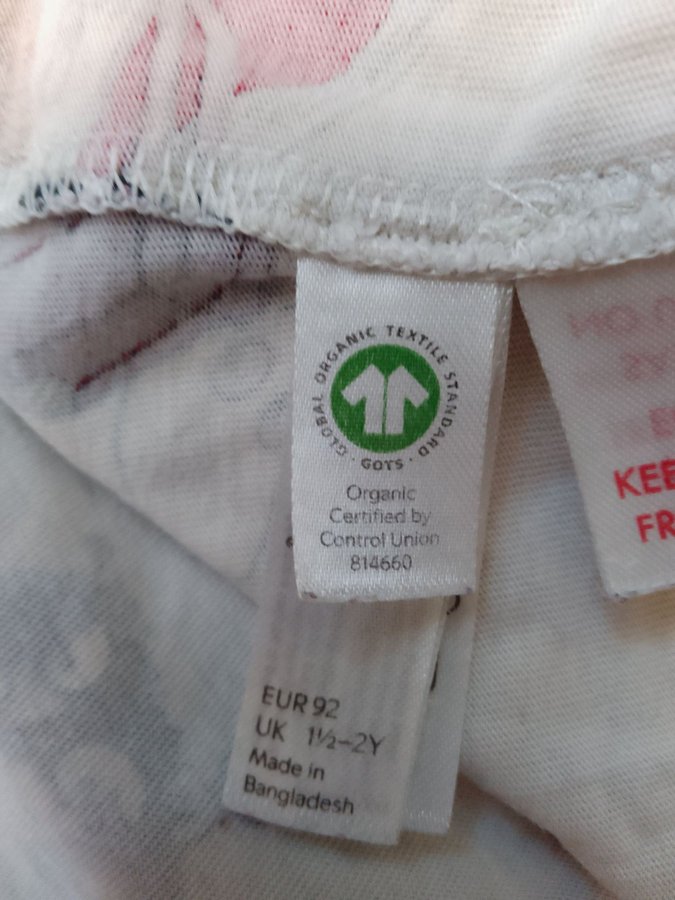 GLOBAL ORGANIC TEXTILE STANDARD · GOTS ·
Organic
Certified by
Control Union
814660
EUR 92
UK 1½–2Y
Made in
Bangladesh
KEE
FR